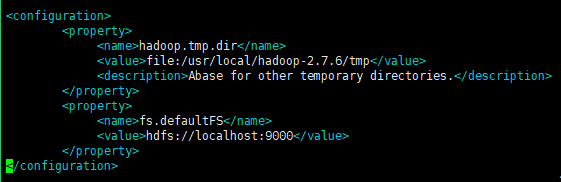 <configuration>
        <property>
             <name>hadoop.tmp.dir</name>
             <value>file:/usr/local/hadoop-2.7.6/tmp</value>
             <description>Abase for other temporary directories.</description>
        </property>
        <property>
             <name>fs.defaultFS</name>
             <value>hdfs://localhost:9000</value>
        </property>
</configuration>